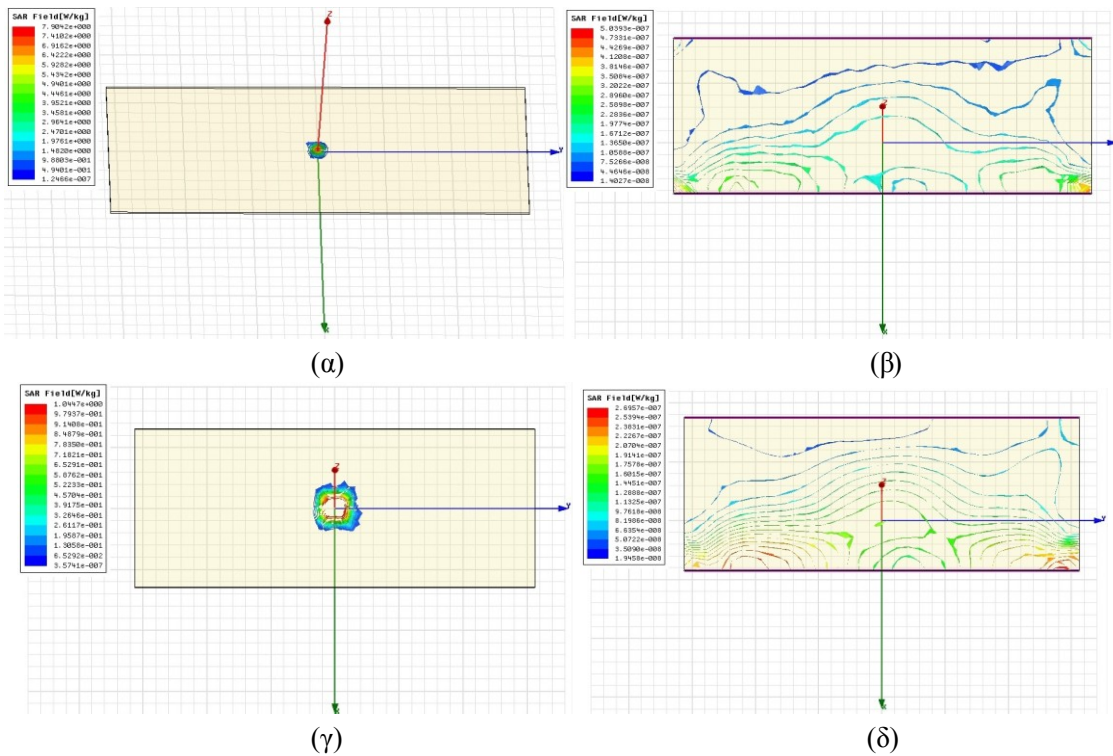 SAR Field[W/kg]
7.9042e+000
7.4102e+000
6.9162e+000
6.4222e+000
5.9282e+000
5.4342e+000
4.9401e+000
4.4461e+000
3.9521e+000
3.4581e+000
2.9641e+000
2.4701e+000
1.9761e+000
1.4820e+000
9.8803e-001
4.9401e-001
1.2466e-007
Z
Y
X
(α)
SAR Field[W/kg]
5.0393e-007
4.7331e-007
4.4269e-007
4.1208e-007
3.8146e-007
3.5084e-007
3.2022e-007
2.8960e-007
2.5898e-007
2.2836e-007
1.9774e-007
1.6712e-007
1.3650e-007
1.0588e-007
7.5266e-008
4.4646e-008
1.4027e-008
Z
X
(β)
SAR Field[W/kg]
1.0447e+000
9.7937e-001
9.1408e-001
8.4879e-001
7.8350e-001
7.1821e-001
6.5291e-001
5.8762e-001
5.2233e-001
4.5704e-001
3.9175e-001
3.2646e-001
2.6117e-001
1.9587e-001
1.3058e-001
6.5292e-002
3.5741e-007
Z
Y
X
(γ)
SAR Field[W/kg]
2.6957e-007
2.5394e-007
2.3831e-007
2.2267e-007
2.0704e-007
1.9141e-007
1.7578e-007
1.6015e-007
1.4451e-007
1.2888e-007
1.1325e-007
9.7618e-008
8.1986e-008
6.6354e-008
5.0722e-008
3.5090e-008
1.9458e-008
Z
Y
X
(δ)